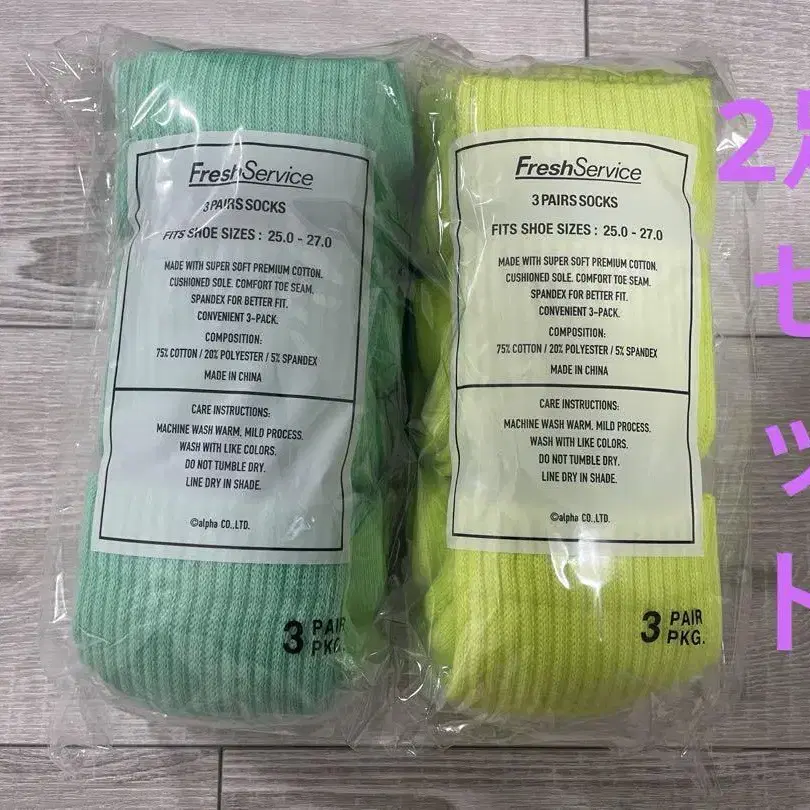 FreshService
3 PAIRS SOCKS
FITS SHOE SIZES : 25.0 - 27.0
MADE WITH SUPER SOFT PREMIUM COTTON.
CUSHIONED SOLE. COMFORT TOE SEAM.
SPANDEX FOR BETTER FIT.
CONVENIENT 3-PACK.
COMPOSITION:
75% COTTON / 20% POLYESTER / 5% SPANDEX
MADE IN CHINA
CARE INSTRUCTIONS:
MACHINE WASH WARM, MILD PROCESS.
WASH WITH LIKE COLORS.
DO NOT TUMBLE DRY.
LINE DRY IN SHADE.
©alpha CO.,LTD.
3 PAIR
PKG.
FreshService
3 PAIRS SOCKS
FITS SHOE SIZES : 25.0 - 27.0
MADE WITH SUPER SOFT PREMIUM COTTON.
CUSHIONED SOLE. COMFORT TOE SEAM.
SPANDEX FOR BETTER FIT.
CONVENIENT 3-PACK.
COMPOSITION:
75% COTTON / 20% POLYESTER / 5% SPANDEX
MADE IN CHINA
CARE INSTRUCTIONS:
MACHINE WASH WARM, MILD PROCESS.
WASH WITH LIKE COLORS.
DO NOT TUMBLE DRY.
LINE DRY IN SHADE.
©alpha CO.,LTD.
3 PAIR
PKG.
2
セット